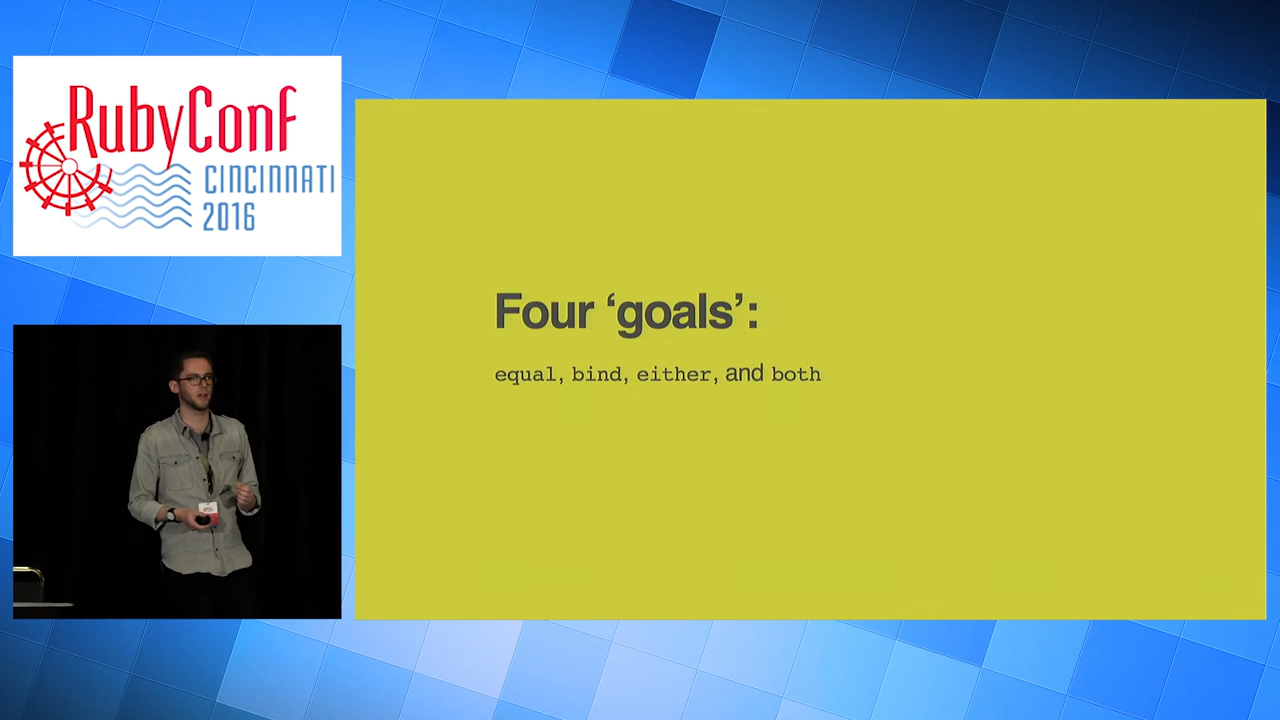 RubyConf
CINCINNATI
2016
Four ‘goals’:
equal, bind, either, and both